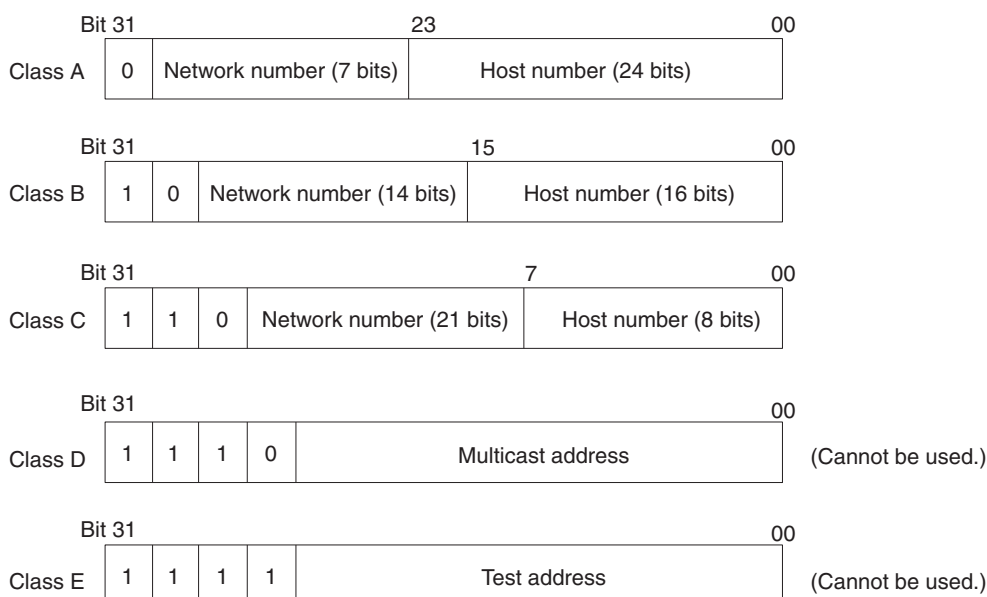 Bit 31 23 00
Class A 0 Network number (7 bits) Host number (24 bits)
Bit 31 15 00
Class B 1 0 Network number (14 bits) Host number (16 bits)
Bit 31 7 00
Class C 1 1 0 Network number (21 bits) Host number (8 bits)
Bit 31 00
Class D 1 1 1 0 Multicast address (Cannot be used.)
Bit 31 00
Class E 1 1 1 1 Test address (Cannot be used.)